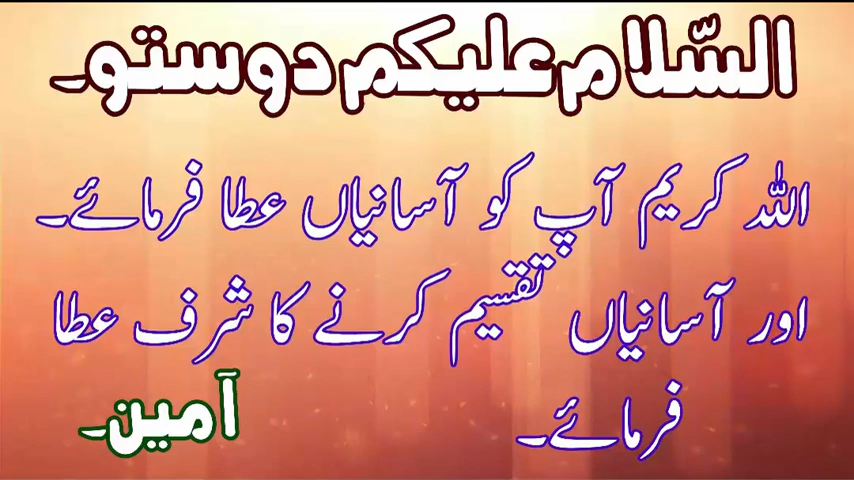 السّلام علیکم دوستو۔
اللہ کریم آپ کو آسانیاں عطا فرمائے۔
اور آسانیاں تقسیم کرنے کا شرف عطا
فرمائے۔
آمین۔